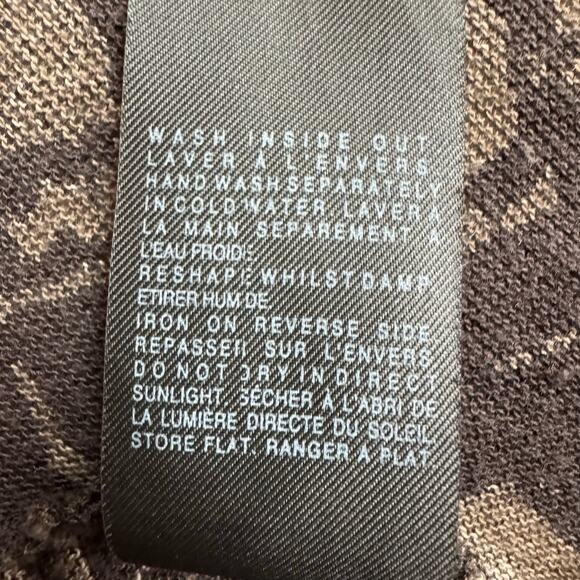 WASH INSIDE OUT
LAVER A L'ENVERS
HAND WASH SEPARATELY
IN COLD WATER. LAVER A
LA MAIN SEPAREMENT A
L'EAU FROIDE.
RESHAPE WHILST DAMP
ETIRER HUMIDE.
IRON ON REVERSE SIDE
REPASSER SUR L'ENVERS
DO NOT DRY IN DIRECT
SUNLIGHT. SECHER À L'ABRI DE
LA LUMIÈRE DIRECTE DU SOLEIL
STORE FLAT. RANGER A PLAT